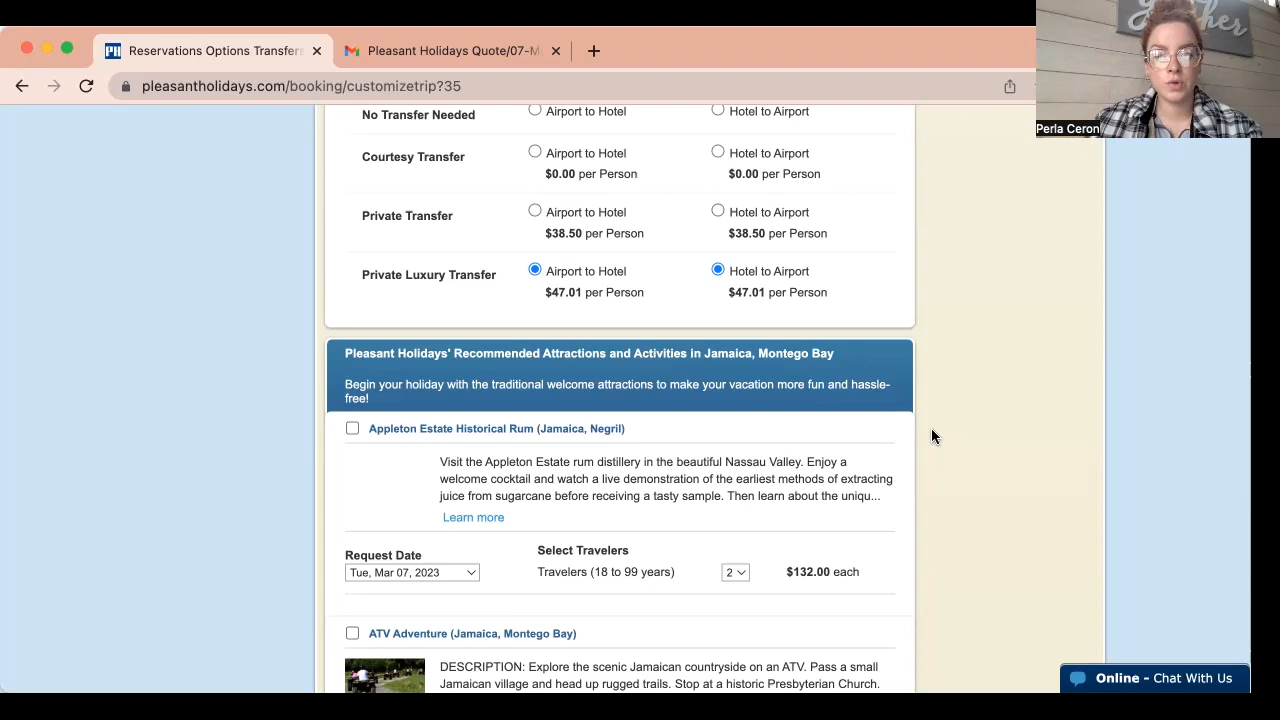 Reservations Options Transfers
Pleasant Holidays Quote/07-M
pleasantholidays.com/booking/customizetrip?35
Perla Ceron
No Transfer Needed
Airport to Hotel
Hotel to Airport
Courtesy Transfer
Airport to Hotel
Hotel to Airport
$0.00 per Person
$0.00 per Person
Private Transfer
Airport to Hotel
Hotel to Airport
$38.50 per Person
$38.50 per Person
Private Luxury Transfer
Airport to Hotel
Hotel to Airport
$47.01 per Person
$47.01 per Person
Pleasant Holidays' Recommended Attractions and Activities in Jamaica, Montego Bay
Begin your holiday with the traditional welcome attractions to make your vacation more fun and hassle-
free!
Appleton Estate Historical Rum (Jamaica, Negril)
Visit the Appleton Estate rum distillery in the beautiful Nassau Valley. Enjoy a
welcome cocktail and watch a live demonstration of the earliest methods of extracting
juice from sugarcane before receiving a tasty sample. Then learn about the uniqu...
Learn more
Request Date
Select Travelers
Tue, Mar 07, 2023
Travelers (18 to 99 years)
2
$132.00 each
ATV Adventure (Jamaica, Montego Bay)
DESCRIPTION: Explore the scenic Jamaican countryside on an ATV. Pass a small
Jamaican village and head up rugged trails. Stop at a historic Presbyterian Church.
Online - Chat With Us